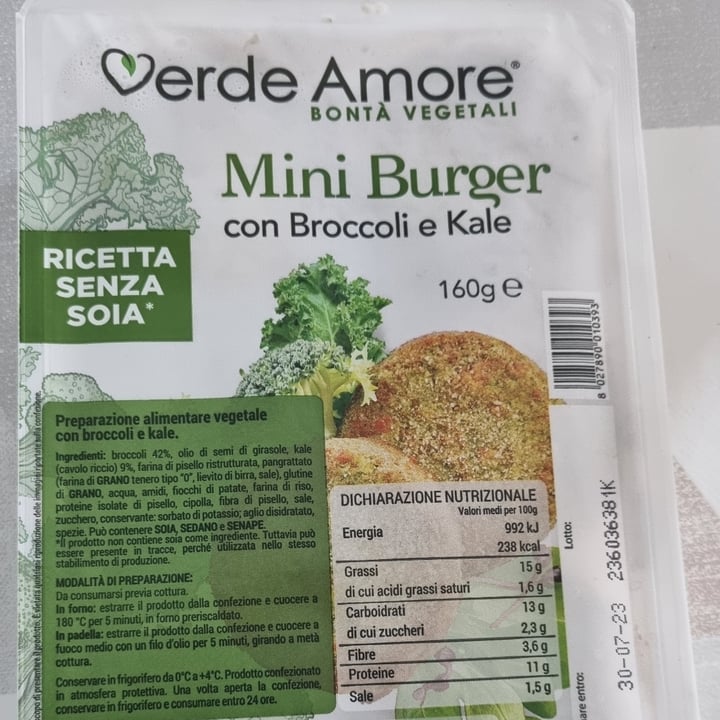 Verde Amore®
BONTÀ VEGETALI
Mini Burger
con Broccoli e Kale
160g e
RICETTA
SENZA
SOIA*
8 027890 010393
Preparazione alimentare vegetale
con broccoli e kale.
Ingredienti: broccoli 42%, olio di semi di girasole, kale
(cavolo riccio) 9%, farina di pisello ristrutturata, pangrattato
(farina di GRANO tenero tipo "0", lievito di birra, sale), glutine
di GRANO, acqua, amidi, fiocchi di patate, farina di riso,
proteine isolate di pisello, cipolla, fibra di pisello, sale,
zucchero, conservante: sorbato di potassio; aglio disidratato,
spezie. Può contenere SOIA, SEDANO e SENAPE.
*Il prodotto non contiene soia come ingrediente. Tuttavia può
essere presente in tracce, perché utilizzata nello stesso
stabilimento di produzione.
MODALITÀ DI PREPARAZIONE:
Da consumarsi previa cottura.
In forno: estrarre il prodotto dalla confezione e cuocere a
180 °C per 5 minuti, in forno preriscaldato.
In padella: estrarre il prodotto dalla confezione e cuocere a
fuoco medio con un filo d'olio per 5 minuti, girando a metà
cottura.
Conservare in frigorifero da 0°C a +4°C. Prodotto confezionato
in atmosfera protettiva. Una volta aperta la confezione,
conservare in frigorifero e consumare entro 24 ore.
DICHIARAZIONE NUTRIZIONALE
Valori medi per 100g
Energia 992 kJ
238 kcal
Grassi 15 g
di cui acidi grassi saturi 1,6 g
Carboidrati 13 g
di cui zuccheri 2,3 g
Fibre 3,6 g
Proteine 11 g
Sale 1,5 g
Lotto:
are entro:
30-07-23 236036381K